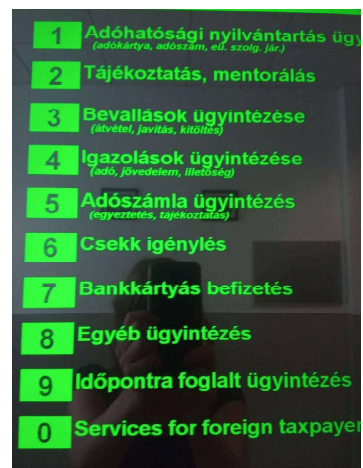 1 Adóhatósági nyilvántartás
(adókártya, adószám, eü. szolg. jár.)
2 Tájékoztatás, mentorálás
3 Bevallások ügyintézése
(átvétel, javítás, kitöltés)
4 Igazolások ügyintézése
(adó, jövedelem, illetőség)
5 Adószámla ügyintézés
(egyeztetés, tájékoztatás)
6 Csekk igénylés
7 Bankkártyás befizetés
8 Egyéb ügyintézés
9 Időpontra foglalt ügyintézés
0 Services for foreign